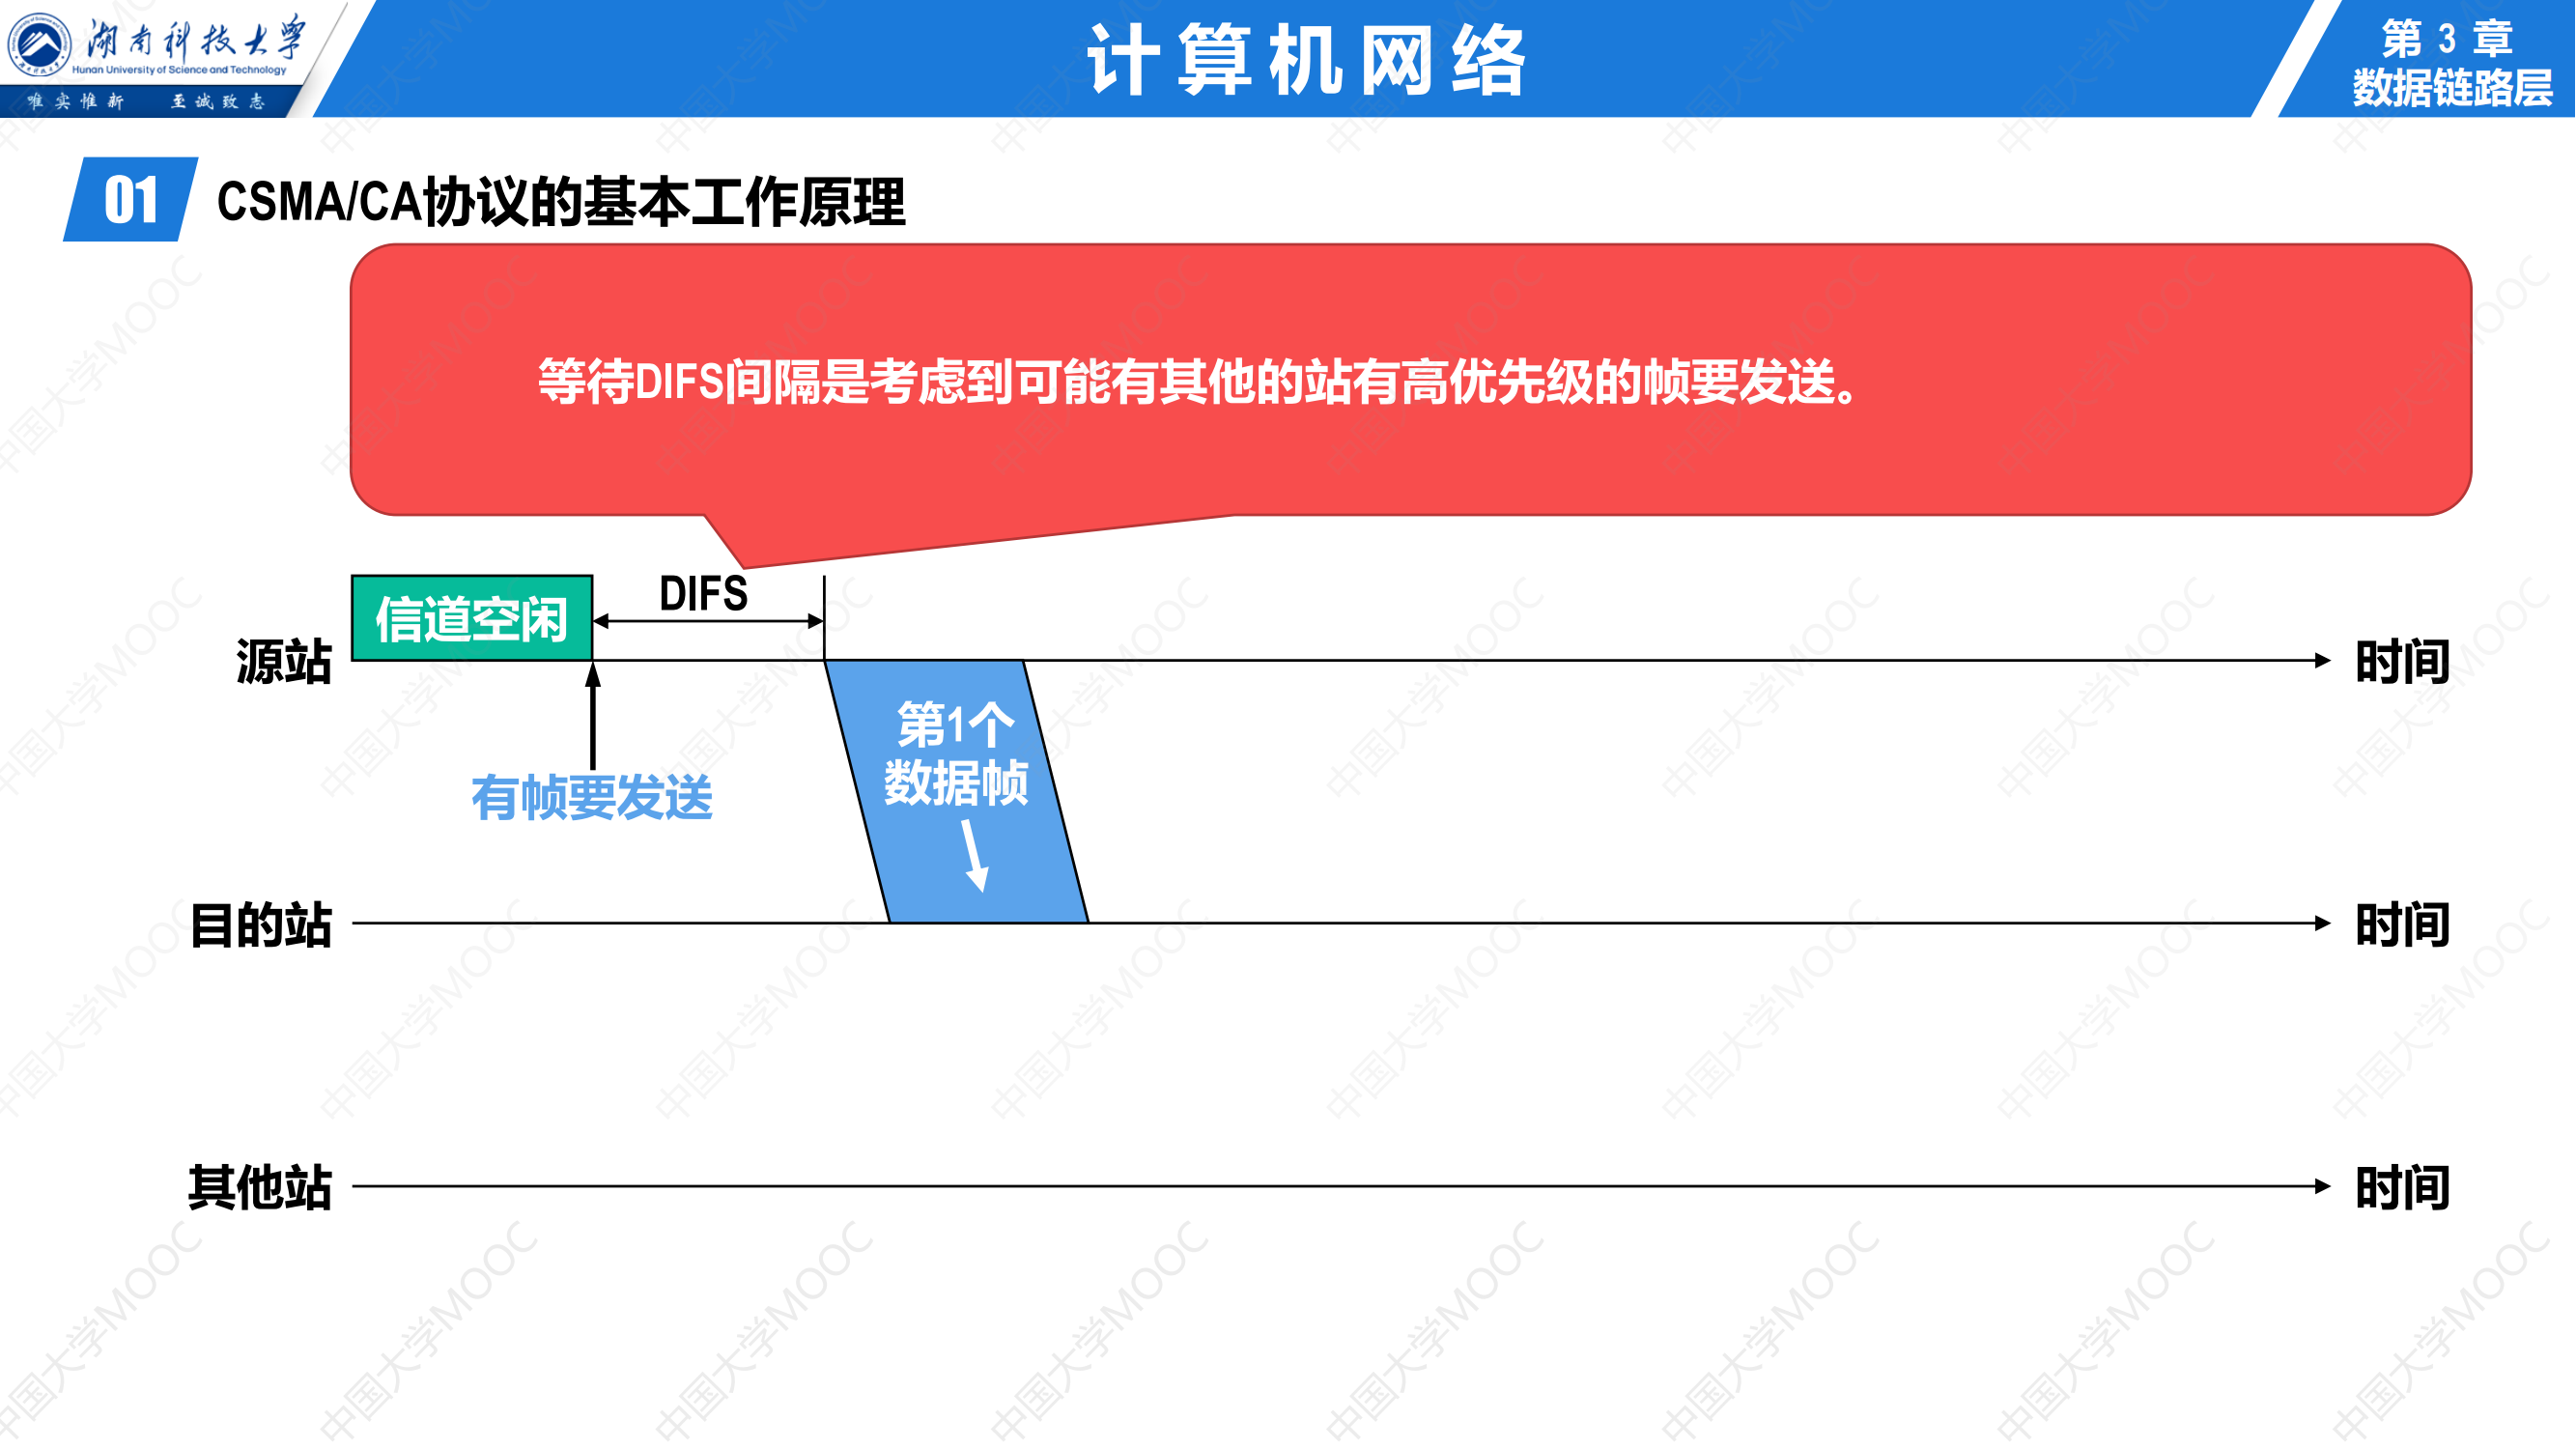 湖南科技大学
Hunan University of Science and Technology
唯实惟新 至诚致志
计算机网络
第 3 章
数据链路层
01
CSMA/CA协议的基本工作原理
等待DIFS间隔是考虑到可能有其他的站有高优先级的帧要发送。
信道空闲
DIFS
源站
时间
有帧要发送
第1个
数据帧
目的站
时间
其他站
时间
中国大学MOOC